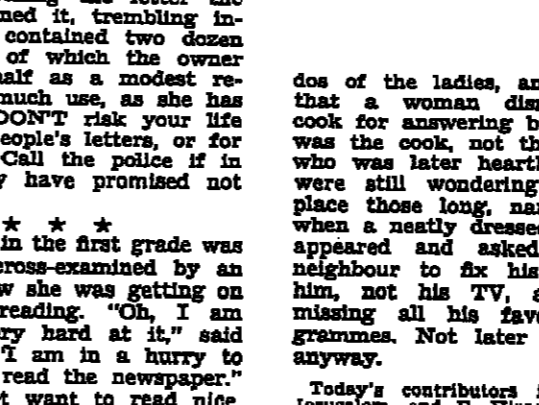 ned it, trembling in-
contained two dozen
of which the owner
half as a modest re-
much use, as she has
DON'T risk your life
people's letters, or for
Call the police if in
have promised not
★ ★ ★
in the first grade was
cross-examined by an
she was getting on
reading. "Oh, I am
hard at it," said
"I am in a hurry to
read the newspaper."
want to read nice
dos of the ladies, an
that a woman dis
cook for answering b
was the cook, not th
who was later heartl
were still wondering
place those long, nar
when a neatly dressed
appeared and asked
neighbour to fix his
him, not his TV,
missing all his favo
grammes. Not later
anyway.
Today's contributors
Jerusalem, and